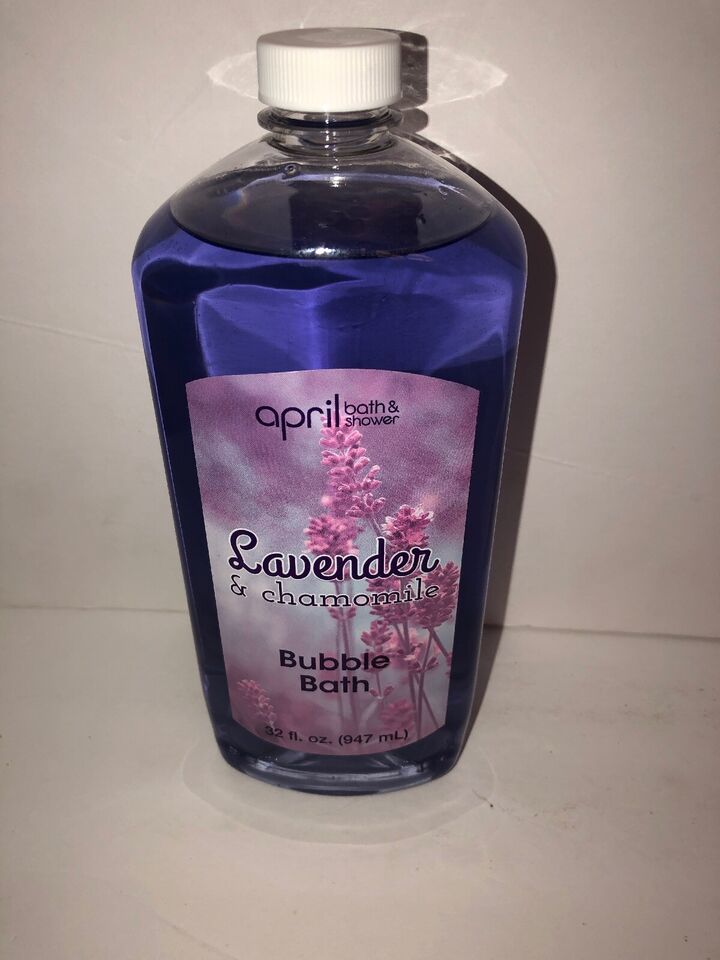 april bath &
shower
Lavender
& chamomile
Bubble
Bath
32 fl. oz. (947 mL)